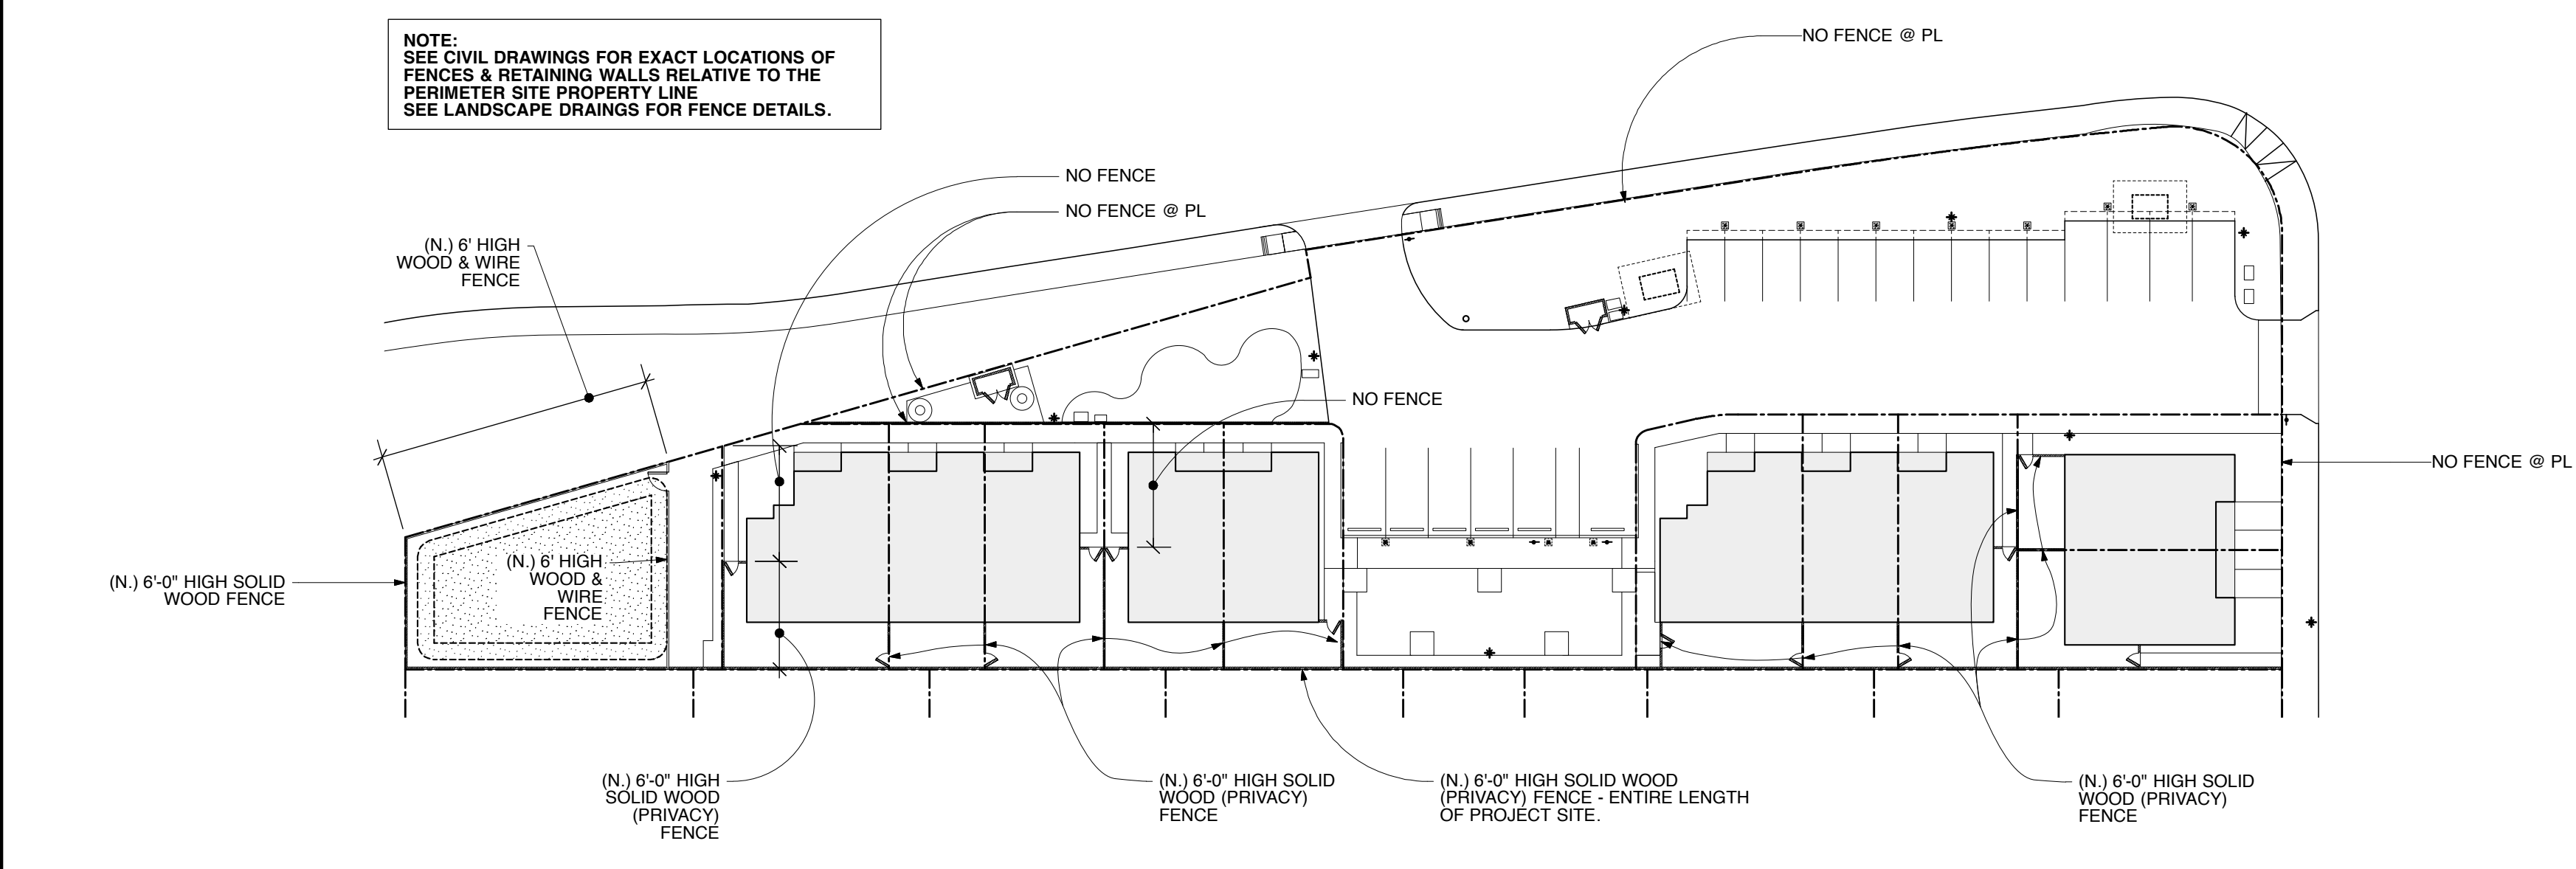 NOTE:
SEE CIVIL DRAWINGS FOR EXACT LOCATIONS OF
FENCES & RETAINING WALLS RELATIVE TO THE
PERIMETER SITE PROPERTY LINE
SEE LANDSCAPE DRAINGS FOR FENCE DETAILS.
NO FENCE @ PL
NO FENCE
NO FENCE @ PL
(N.) 6' HIGH
WOOD & WIRE
FENCE
NO FENCE
NO FENCE @ PL
(N.) 6'-0" HIGH SOLID
WOOD FENCE
(N.) 6' HIGH
WOOD &
WIRE
FENCE
(N.) 6'-0" HIGH
SOLID WOOD
(PRIVACY)
FENCE
(N.) 6'-0" HIGH SOLID
WOOD (PRIVACY)
FENCE
(N.) 6'-0" HIGH SOLID WOOD
(PRIVACY) FENCE - ENTIRE LENGTH
OF PROJECT SITE.
(N.) 6'-0" HIGH SOLID
WOOD (PRIVACY)
FENCE